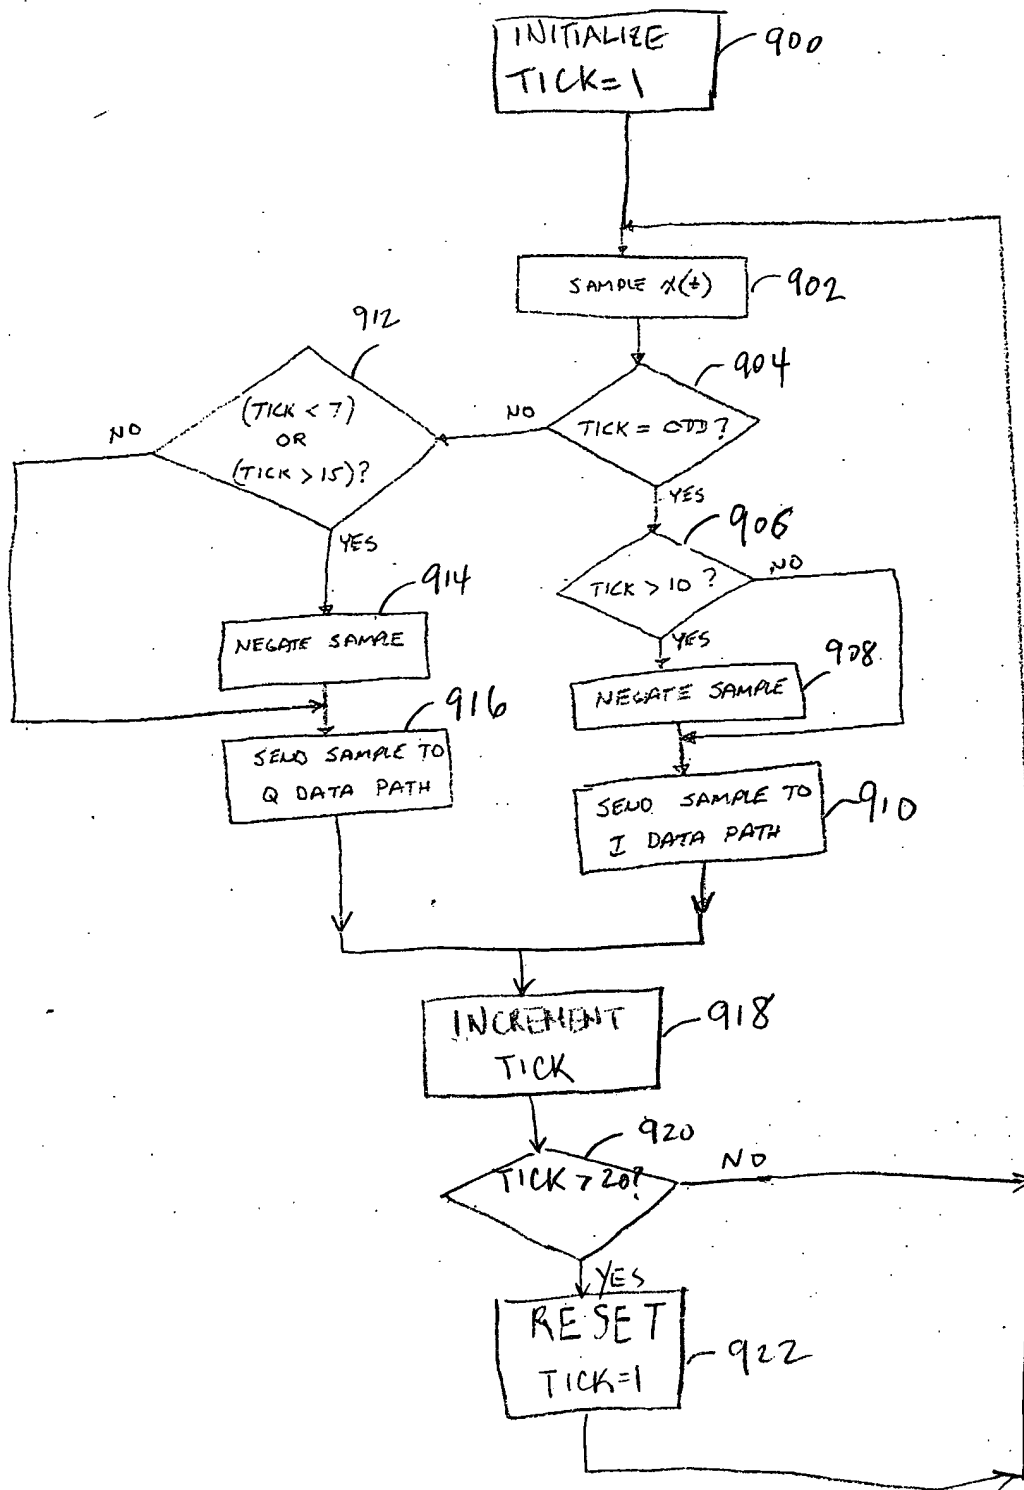 INITIALIZE
TICK=1
900
SAMPLE x(t)
902
904
TICK = ODD?
NO
YES
912
(TICK < 7)
OR
(TICK > 15)?
NO
YES
906
TICK > 10 ?
NO
YES
914
NEGATE SAMPLE
908
NEGATE SAMPLE
916
SEND SAMPLE TO
Q DATA PATH
SEND SAMPLE TO
I DATA PATH
910
INCREMENT
TICK
918
920
TICK > 20?
NO
YES
RESET
TICK=1
922